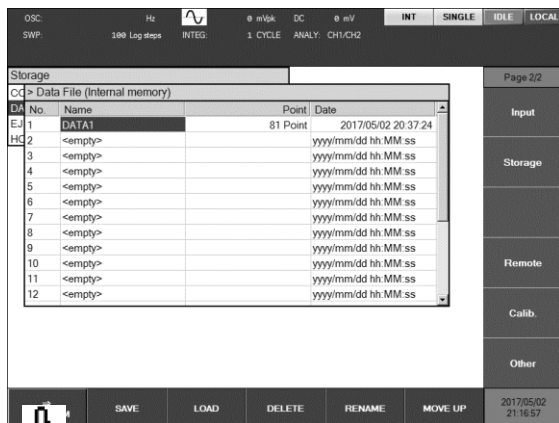 OSC: Hz 0 mVpk DC 0 mV INT SINGLE IDLE LOCAL
SWP: 100 Log steps INTEG: 1 CYCLE ANALY: CH1/CH2
Storage
Page 2/2
> Data File (Internal memory)
No. Name Point Date
1 DATA1 81 Point 2017/05/02 20:37:24
2 <empty> yyyy/mm/dd hh:MM:ss
3 <empty> yyyy/mm/dd hh:MM:ss
4 <empty> yyyy/mm/dd hh:MM:ss
5 <empty> yyyy/mm/dd hh:MM:ss
6 <empty> yyyy/mm/dd hh:MM:ss
7 <empty> yyyy/mm/dd hh:MM:ss
8 <empty> yyyy/mm/dd hh:MM:ss
9 <empty> yyyy/mm/dd hh:MM:ss
10 <empty> yyyy/mm/dd hh:MM:ss
11 <empty> yyyy/mm/dd hh:MM:ss
12 <empty> yyyy/mm/dd hh:MM:ss
Input
Storage
Remote
Calib.
Other
SAVE LOAD DELETE RENAME MOVE UP
2017/05/02
21:16:57